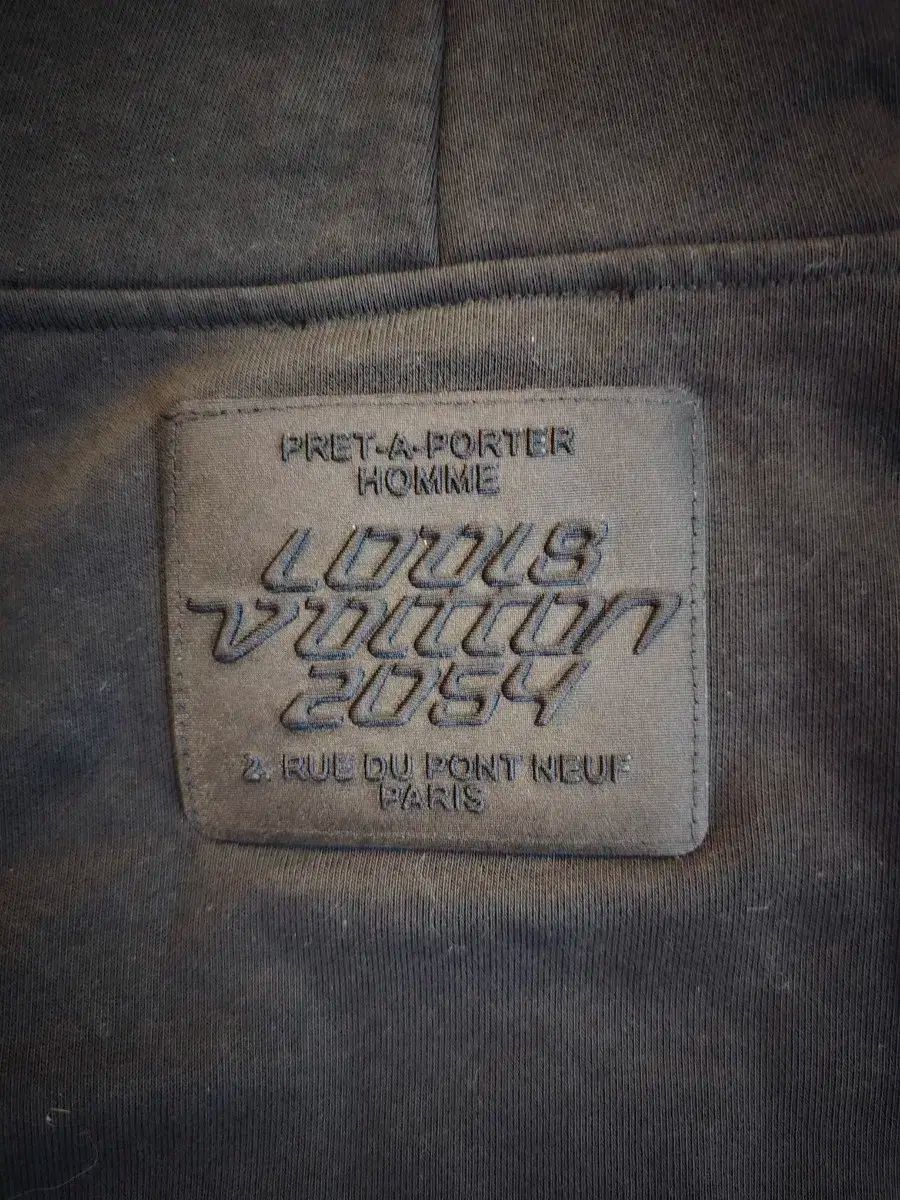 PRET-A-PORTER
HOMME
LOUIS
VUITTON
2054
2. RUE DU PONT NEUF
PARIS